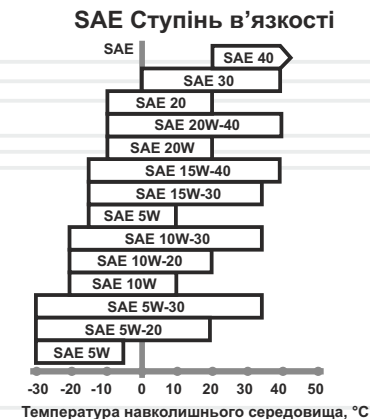 SAE Ступінь в’язкості
SAE
SAE 40
SAE 30
SAE 20
SAE 20W-40
SAE 20W
SAE 15W-40
SAE 15W-30
SAE 5W
SAE 10W-30
SAE 10W-20
SAE 10W
SAE 5W-30
SAE 5W-20
SAE 5W
-30 -20 -10 0 10 20 30 40 50
Температура навколишнього середовища, °C